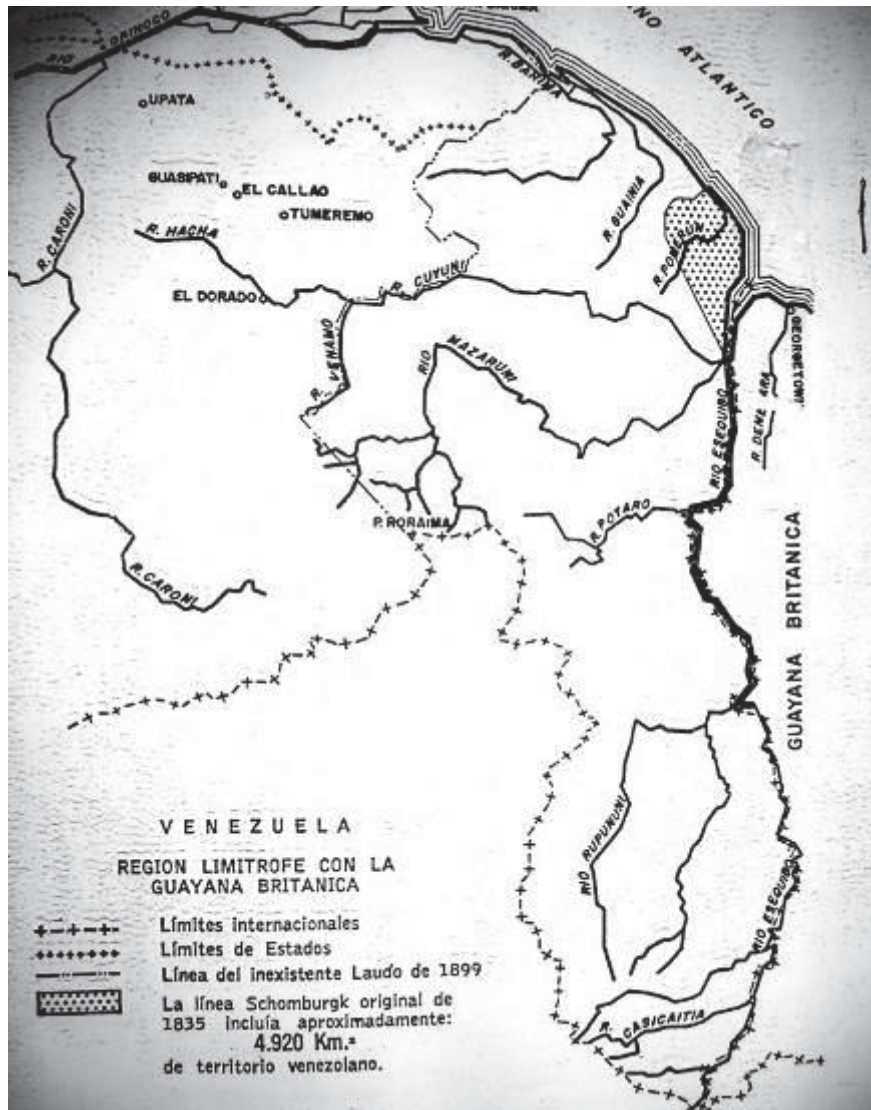 RIO ORINOCO
OCEANO ATLANTICO
R. BARIMA
UPATA
GUASIPATI
EL CALLAO
TUMEREMO
R. CARONI
R. HACHA
R. GUAINIA
R. POMERUN
R. CUYUNI
EL DORADO
R. VENAMO
RIO MAZARUNI
RIO ESEQUIBO
GEORGETOWN
P. RORAIMA
R. POTARO
R. CARONI
GUAYANA BRITANICA
RIO RUPUNUNI
RIO ESEQUIBO
R. CASICAITIA
VENEZUELA
REGION LIMITROFE CON LA
GUAYANA BRITANICA
Límites internacionales
Límites de Estados
Línea del inexistente Laudo de 1899
La línea Schomburgk original de
1835 incluía aproximadamente:
4.920 Km.²
de territorio venezolano.